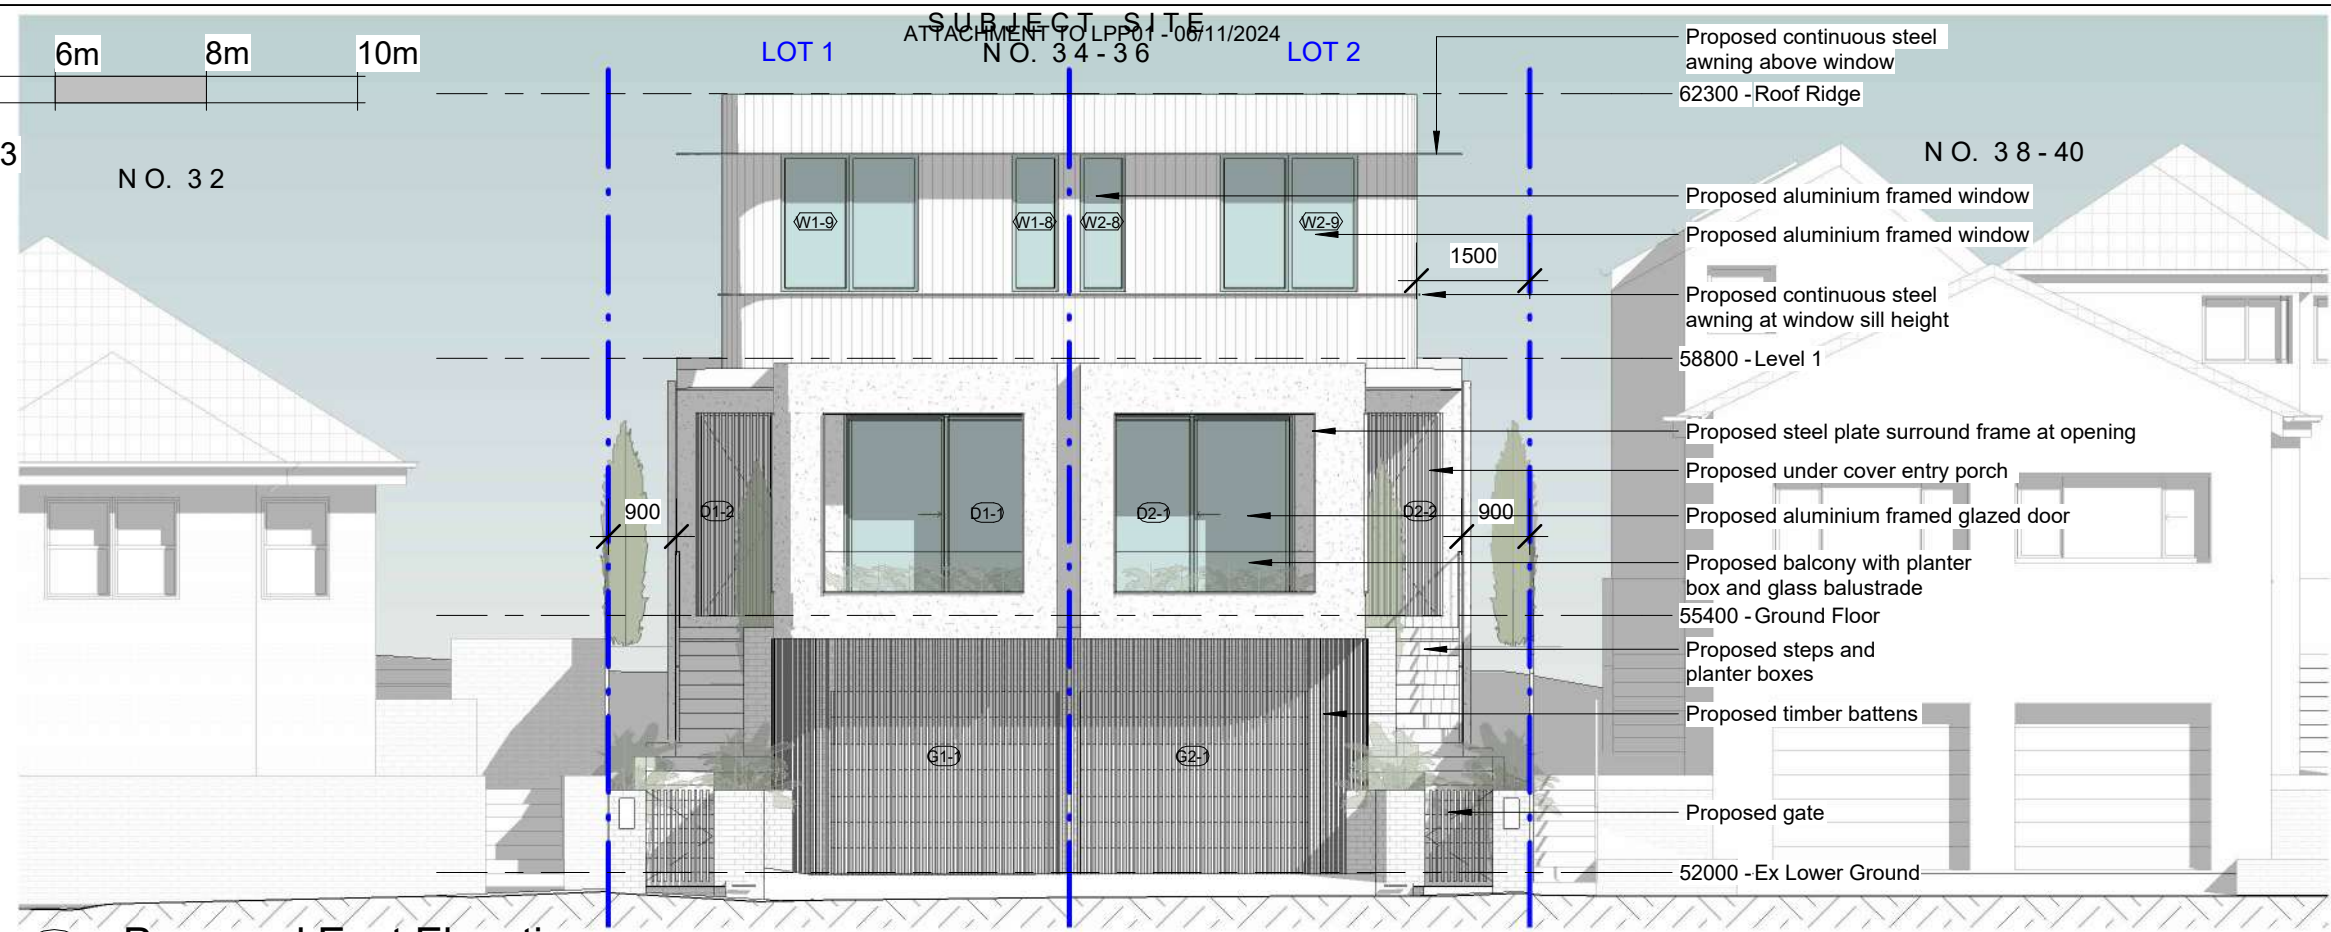 SUBJECT SITE
ATTACHMENT TO LPP01 - 06/11/2024
NO. 34-36
LOT 1
LOT 2
6m
8m
10m
3
NO. 32
NO. 38-40
Proposed continuous steel
awning above window
62300 - Roof Ridge
Proposed aluminium framed window
Proposed aluminium framed window
W1-9
W1-8
W2-8
W2-9
1500
Proposed continuous steel
awning at window sill height
58800 - Level 1
Proposed steel plate surround frame at opening
Proposed under cover entry porch
900
D1-2
D1-1
D2-1
D2-2
900
Proposed aluminium framed glazed door
Proposed balcony with planter
box and glass balustrade
55400 - Ground Floor
Proposed steps and
planter boxes
Proposed timber battens
G1-1
G2-1
Proposed gate
52000 - Ex Lower Ground